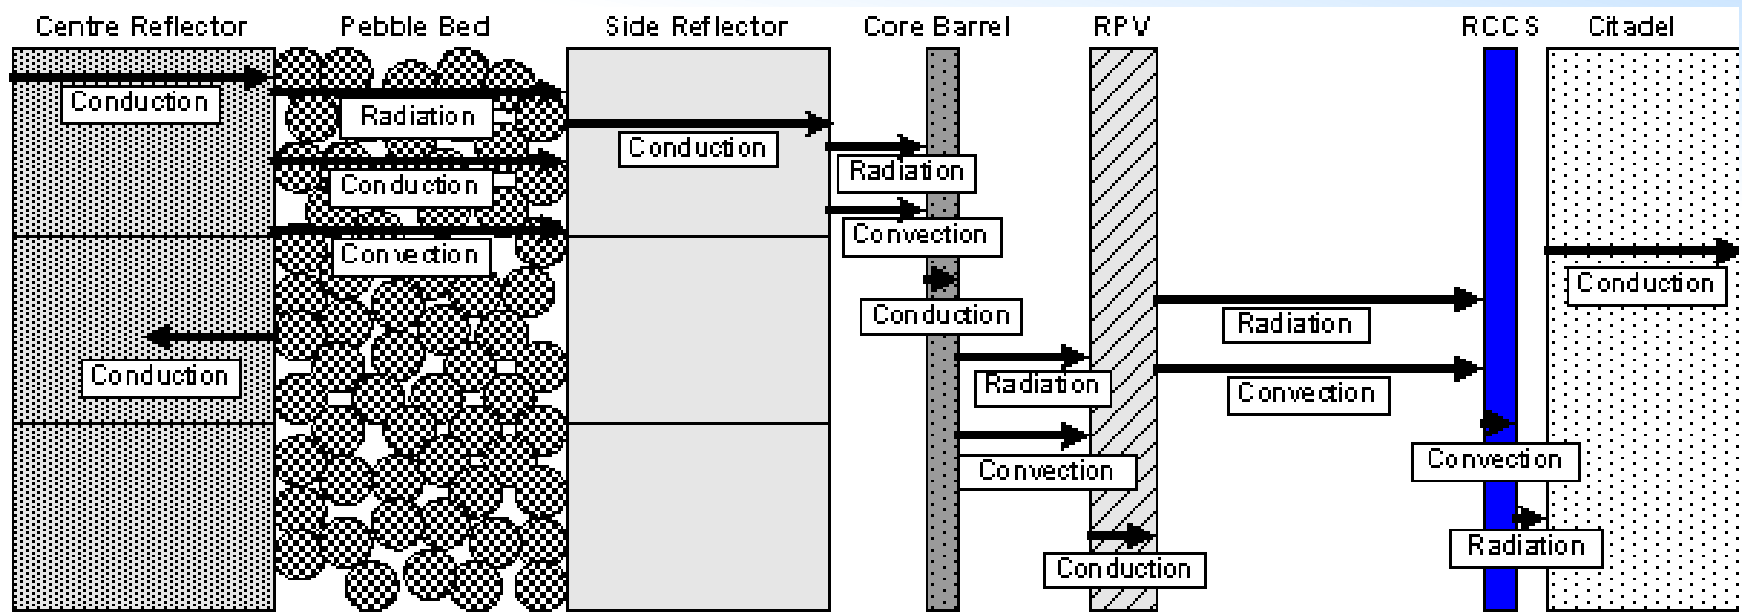 Centre Reflector Pebble Bed Side Reflector Core Barrel RPV RCCS Citadel
Conduction
Radiation
Conduction
Radiation
Conduction
Convection
Convection
Conduction
Conduction
Radiation
Conduction
Radiation
Convection
Convection
Convection
Radiation
Conduction